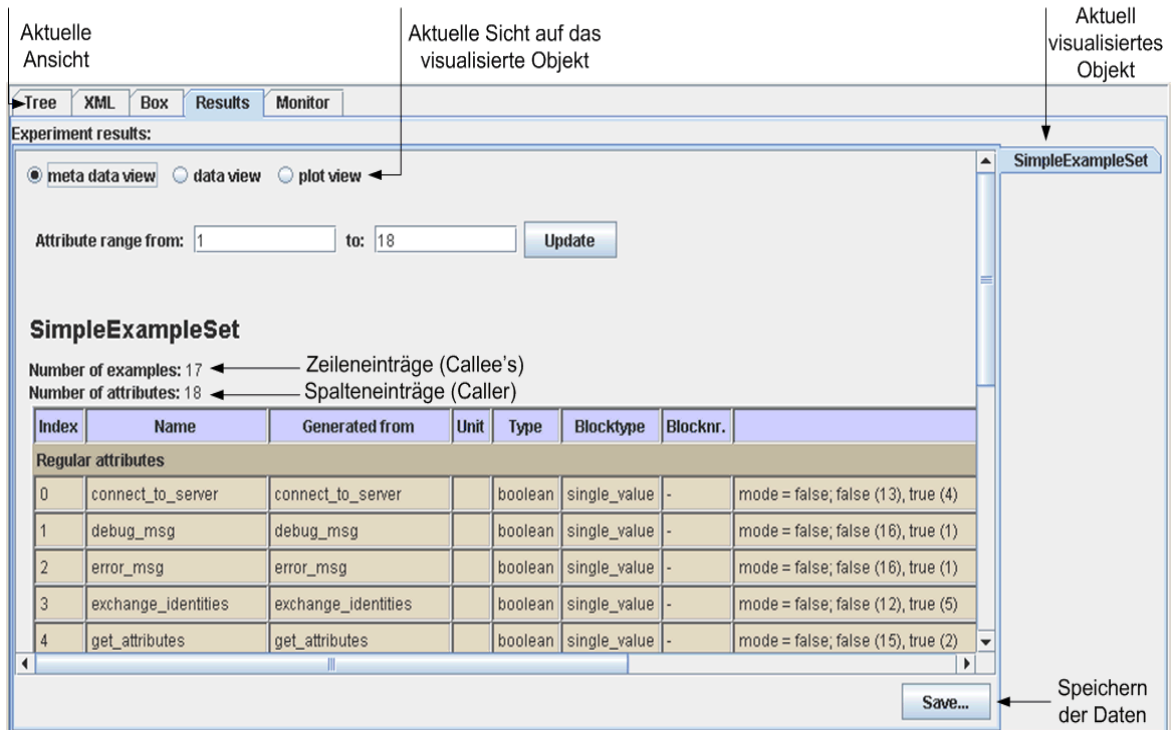 Aktuelle
Ansicht
Aktuelle Sicht auf das
visualisierte Objekt
Aktuell
visualisiertes
Objekt
Tree XML Box Results Monitor
Experiment results:
SimpleExampleSet
meta data view data view plot view
Attribute range from: 1 to: 18 Update
SimpleExampleSet
Number of examples: 17 Zeileneinträge (Callee's)
Number of attributes: 18 Spalteneinträge (Caller)
Index Name Generated from Unit Type Blocktype Blocknr.
Regular attributes
0 connect_to_server connect_to_server boolean single_value - mode = false; false (13), true (4)
1 debug_msg debug_msg boolean single_value - mode = false; false (16), true (1)
2 error_msg error_msg boolean single_value - mode = false; false (16), true (1)
3 exchange_identities exchange_identities boolean single_value - mode = false; false (12), true (5)
4 get_attributes get_attributes boolean single_value - mode = false; false (15), true (2)
Save...
Speichern
der Daten